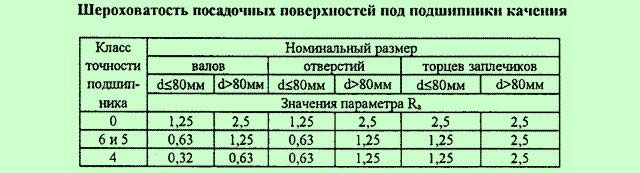 Шероховатость посадочных поверхностей под подшипники качения
Класс точности подшип-ника
Номинальный размер
валов отверстий торцев заплечиков
d≤80мм d>80мм d≤80мм d>80мм d≤80мм d>80мм
Значения параметра Ra
0 1,25 2,5 1,25 2,5 2,5 2,5
6 и 5 0,63 1,25 0,63 1,25 1,25 2,5
4 0,32 0,63 0,63 1,25 1,25 2,5